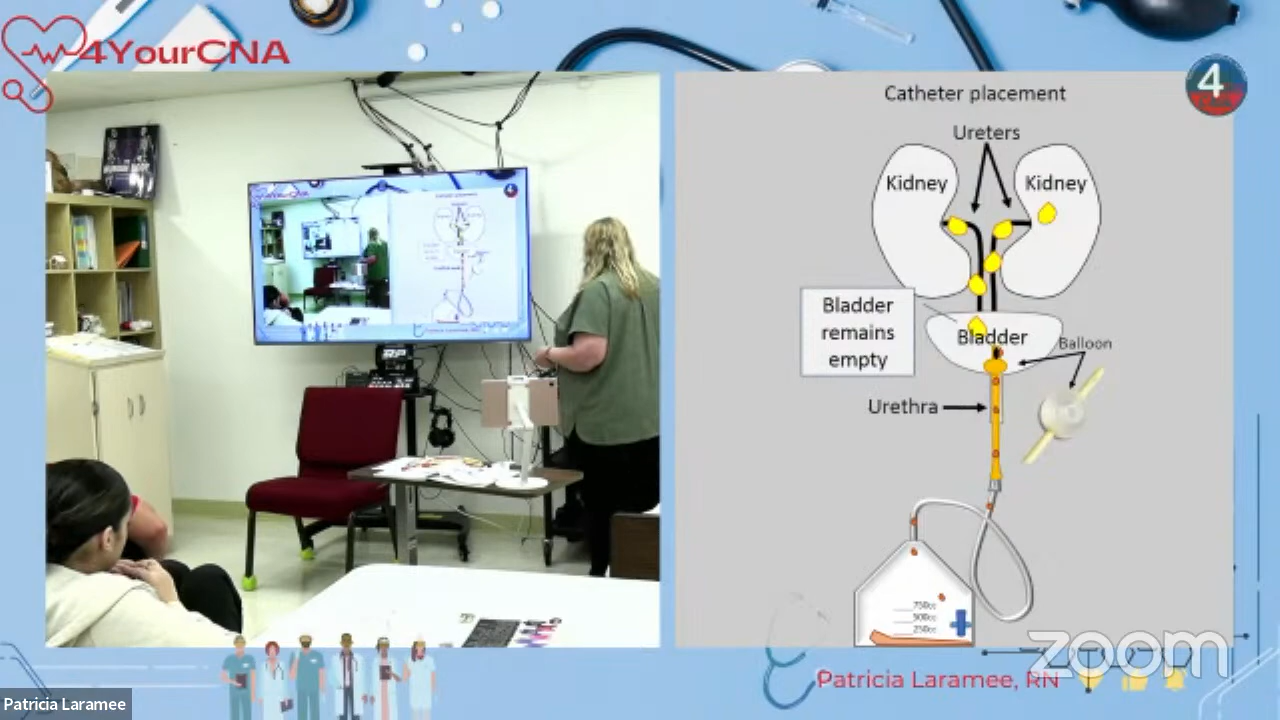 4YourCNA
4
Catheter placement
Ureters
Kidney
Kidney
Bladder
remains
empty
Bladder
Balloon
Urethra
750cc
500cc
250cc
zoom
Patricia Laramee, RN
Patricia Laramee